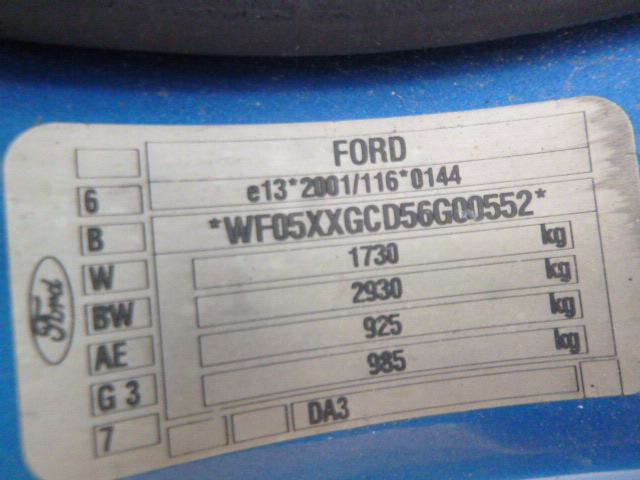 FORD
6 e13*2001/116*0144
B *WF05XXGCD56G00552*
W 1730 kg
BW 2930 kg
AE 925 kg
G 3 985 kg
7 DA3
Ford